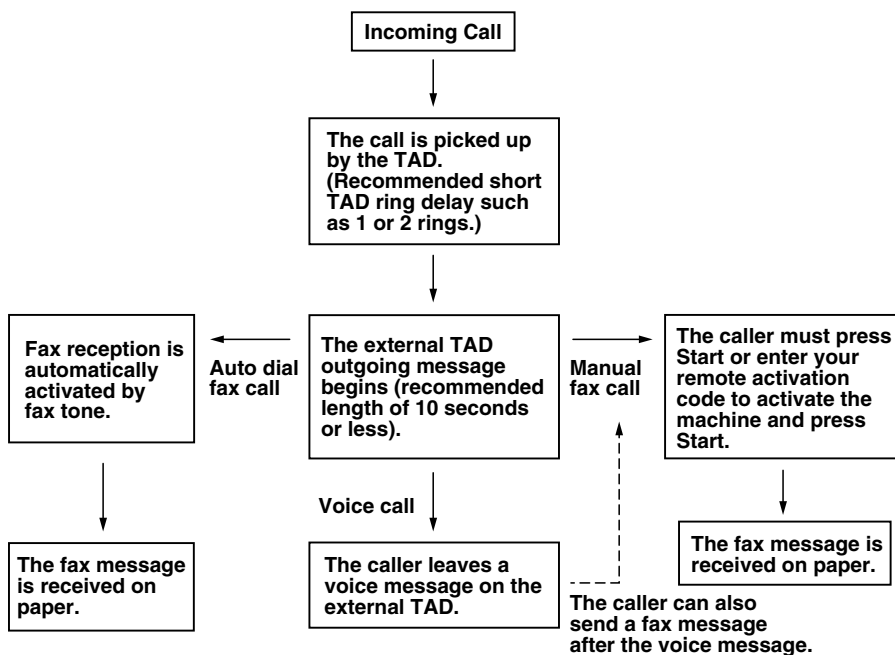 Incoming Call
The call is picked up
by the TAD.
(Recommended short
TAD ring delay such
as 1 or 2 rings.)
Fax reception is
automatically
activated by
fax tone.
Auto dial
fax call
The external TAD
outgoing message
begins (recommended
length of 10 seconds
or less).
Manual
fax call
The caller must press
Start or enter your
remote activation
code to activate the
machine and press
Start.
Voice call
The fax message
is received on
paper.
The caller leaves a
voice message on the
external TAD.
The caller can also
send a fax message
after the voice message.
The fax message is
received on paper.